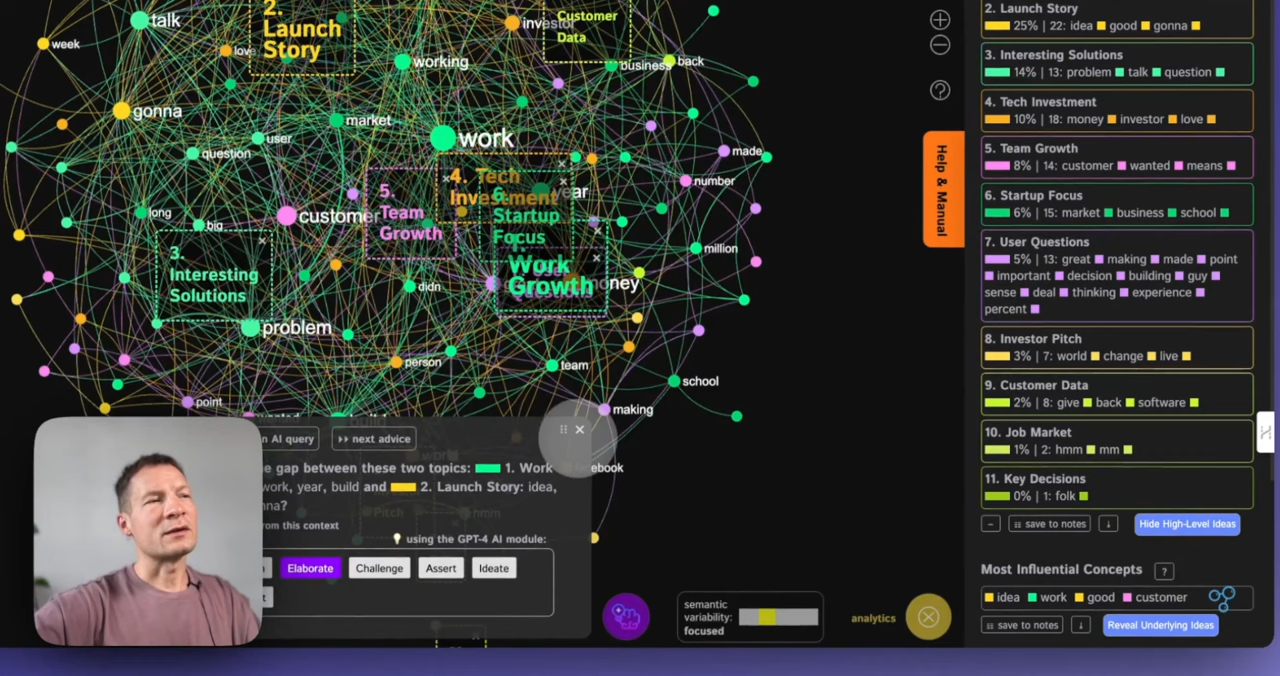 2.
Launch
Story
Customer
Data
talk
week
love
investor
working
business
back
gonna
market
user
question
work
made
number
4. Tech
Investment
year
5.
Team
Growth
6.
Startup
Focus
long
big
customer
3.
Interesting
Solutions
million
1.
Work
Growth
money
didn
problem
person
team
school
point
making
n AI query
next advice
e gap between these two topics: 1. Work
work, year, build and 2. Launch Story: idea,
nna?
from this context
using the GPT-4 AI module:
Elaborate
Challenge
Assert
Ideate
semantic
variability:
focused
analytics
Help & Manual
2. Launch Story
25% | 22: idea good gonna
3. Interesting Solutions
14% | 13: problem talk question
4. Tech Investment
10% | 18: money investor love
5. Team Growth
8% | 14: customer wanted means
6. Startup Focus
6% | 15: market business school
7. User Questions
5% | 13: great making made point
important decision building guy
sense deal thinking experience
percent
8. Investor Pitch
3% | 7: world change live
9. Customer Data
2% | 8: give back software
10. Job Market
1% | 2: hmm mm
11. Key Decisions
0% | 1: folk
save to notes
Hide High-Level Ideas
Most Influential Concepts ?
idea work good customer
save to notes
Reveal Underlying Ideas